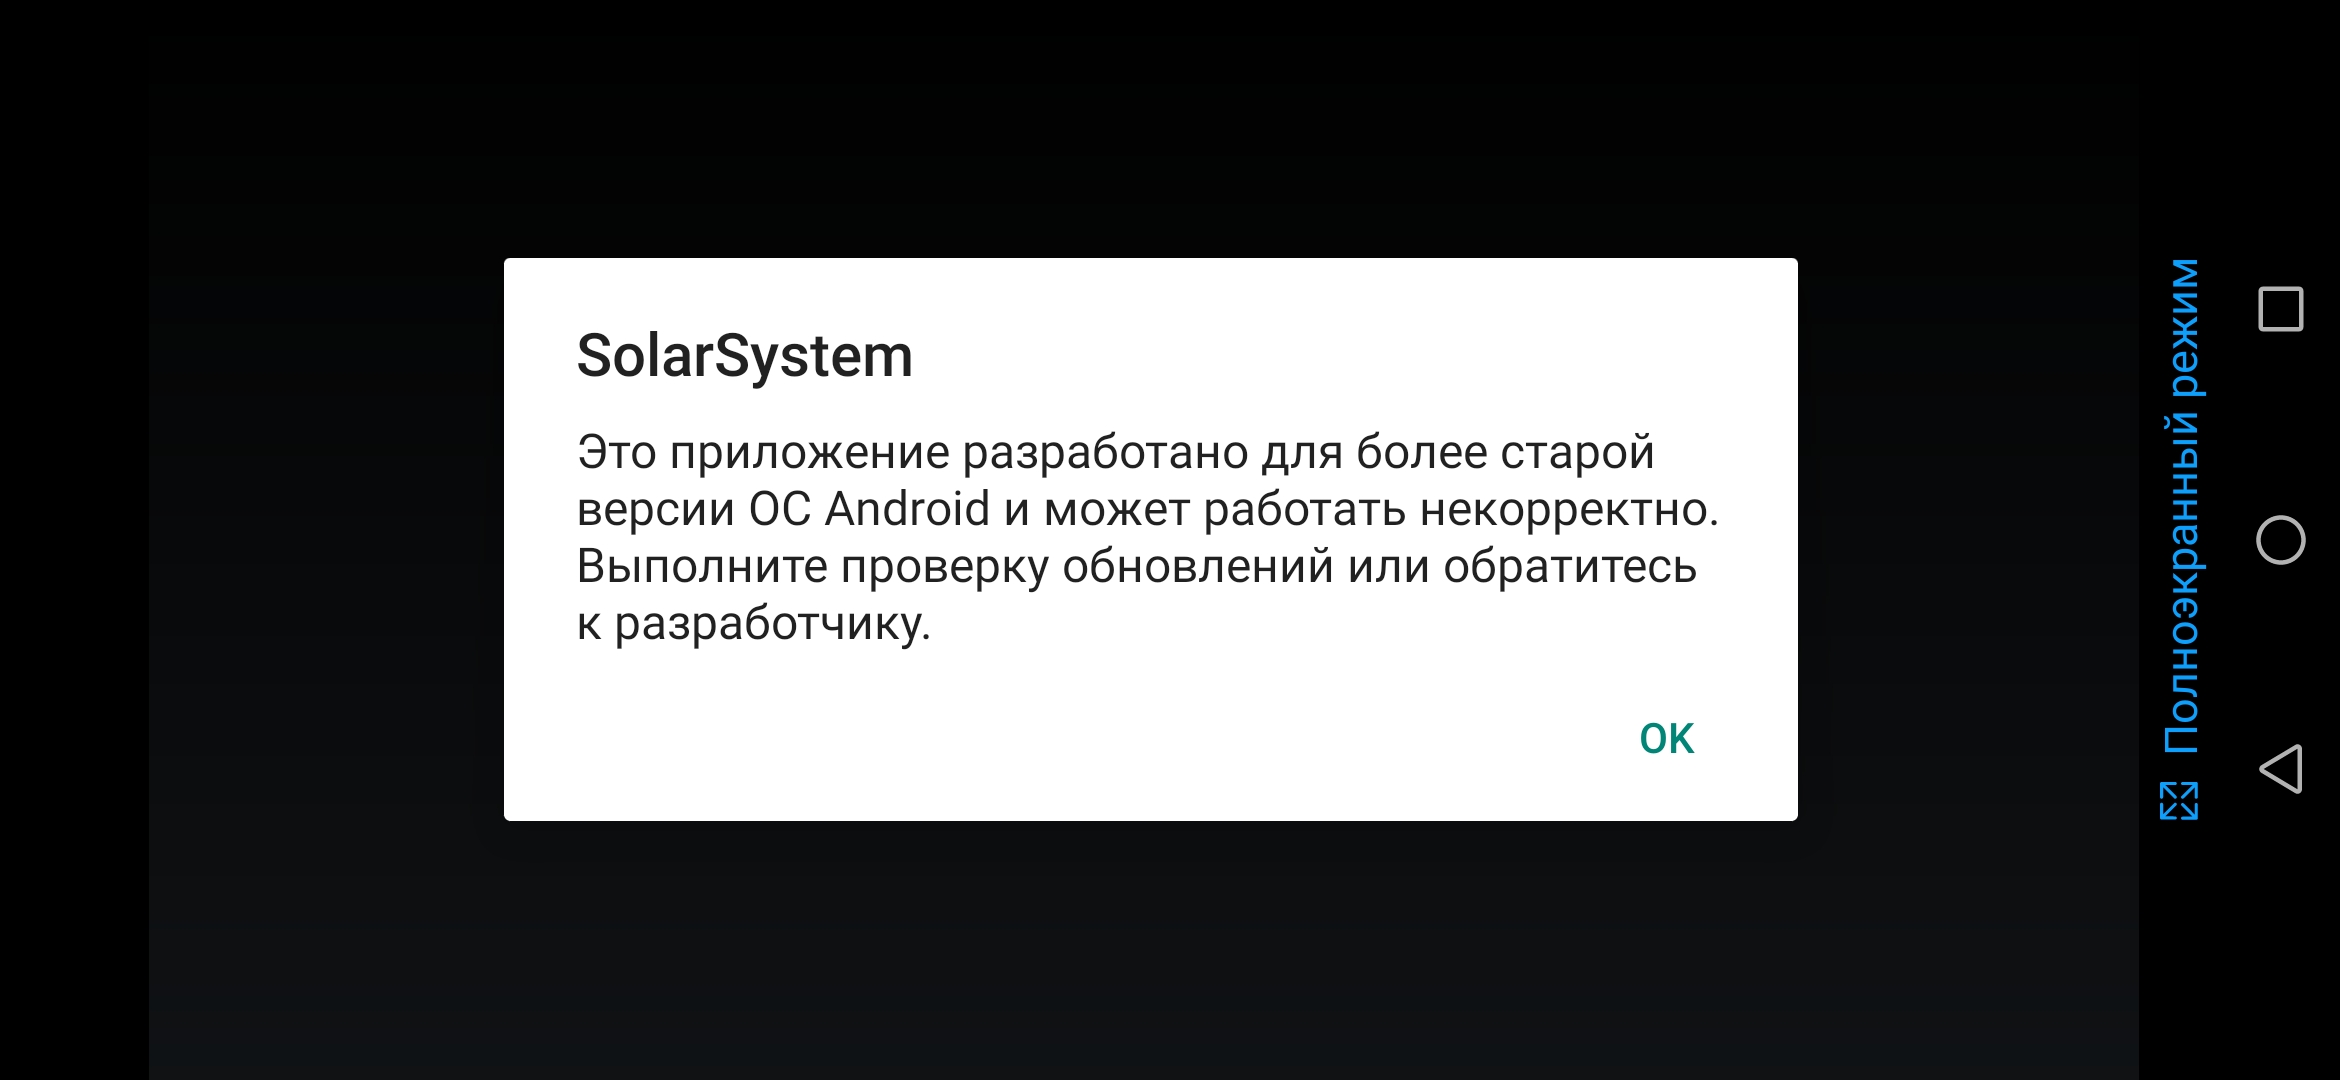 SolarSystem
Это приложение разработано для более старой
версии ОС Android и может работать некорректно.
Выполните проверку обновлений или обратитесь
к разработчику.
ОК
Полноэкранный режим